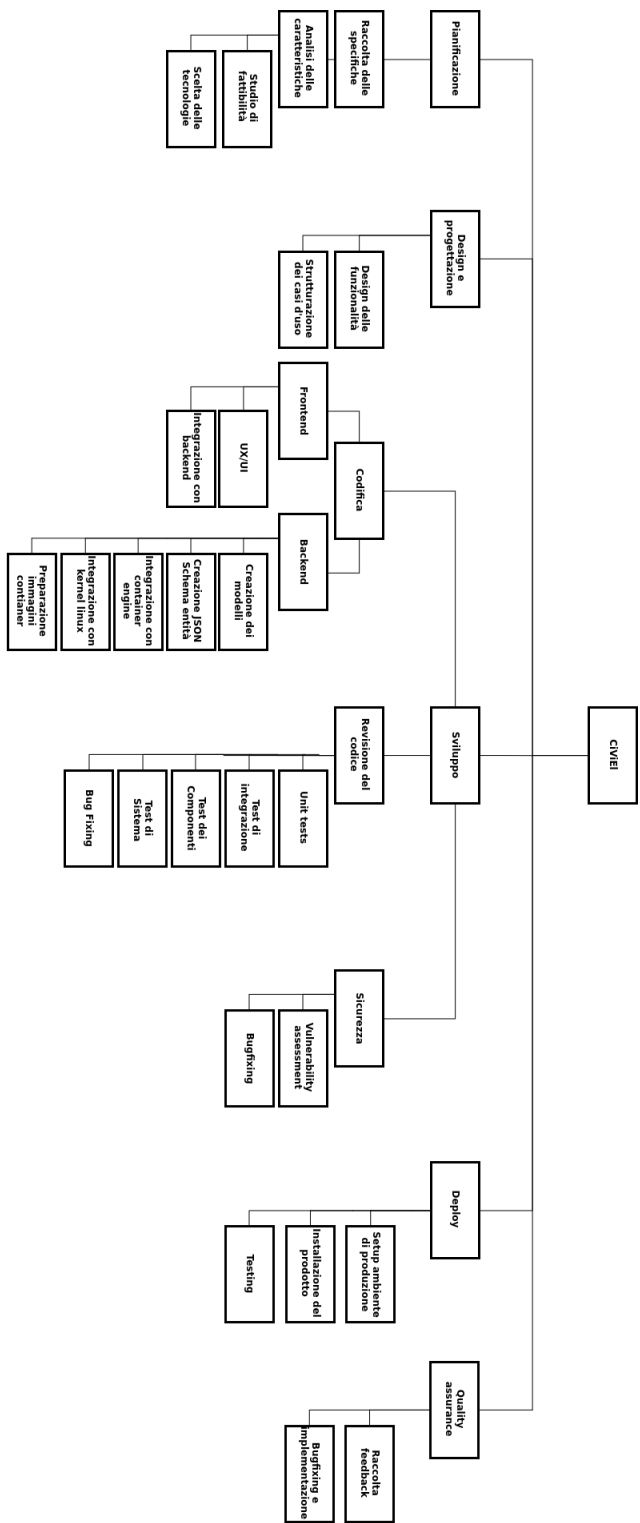 CiViEl
Pianificazione
Raccolta delle
specifiche
Analisi delle
caratteristiche
Studio di
fattibilità
Scelta delle
tecnologie
Design e
progettazione
Design delle
funzionalità
Strutturazione
dei casi d'uso
Sviluppo
Codifica
Frontend
UX/UI
Integrazione con
backend
Backend
Creazione dei
modelli
Creazione JSON
Schema entità
Integrazione con
container
engine
Integrazione con
kernel linux
Preparazione
immagini
contianer
Revisione del
codice
Unit tests
Test di
integrazione
Test dei
Componenti
Test di
Sistema
Bug Fixing
Sicurezza
Vulnerability
assessment
Bugfixing
Deploy
Setup ambiente
di produzione
Installazione del
prodotto
Testing
Quality
assurance
Raccolta
feedback
Bugfixing e
implementazione